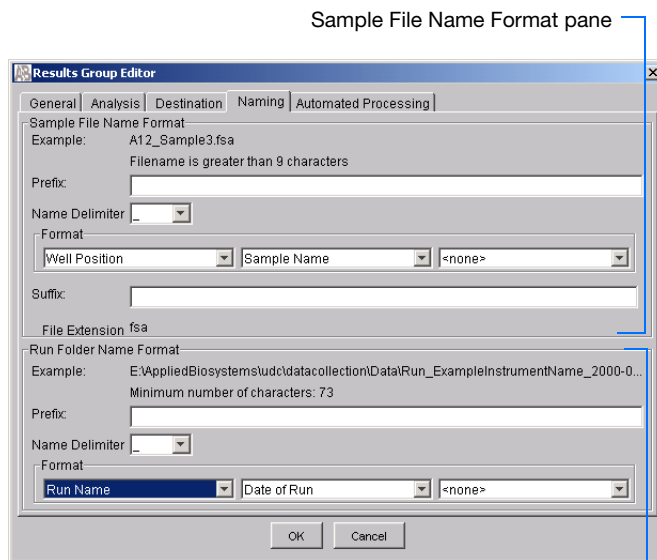 Sample File Name Format pane
Results Group Editor
General Analysis Destination Naming Automated Processing
Sample File Name Format
Example: A12_Sample3.fsa
Filename is greater than 9 characters
Prefix:
Name Delimiter _
Format
Well Position Sample Name <none>
Suffix:
File Extension fsa
Run Folder Name Format
Example: E:\AppliedBiosystems\udc\datacollection\Data\Run_ExampleInstrumentName_2000-0...
Minimum number of characters: 73
Prefix:
Name Delimiter _
Format
Run Name Date of Run <none>
OK Cancel